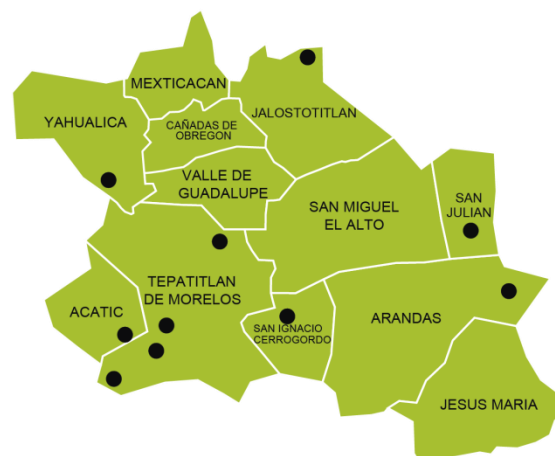 MEXTICACAN
JALOSTOTITLAN
YAHUALICA
CAÑADAS DE
OBREGON
VALLE DE
GUADALUPE
SAN MIGUEL
EL ALTO
SAN
JULIAN
TEPATITLAN
DE MORELOS
ACATIC
SAN IGNACIO
CERROGORDO
ARANDAS
JESUS MARIA